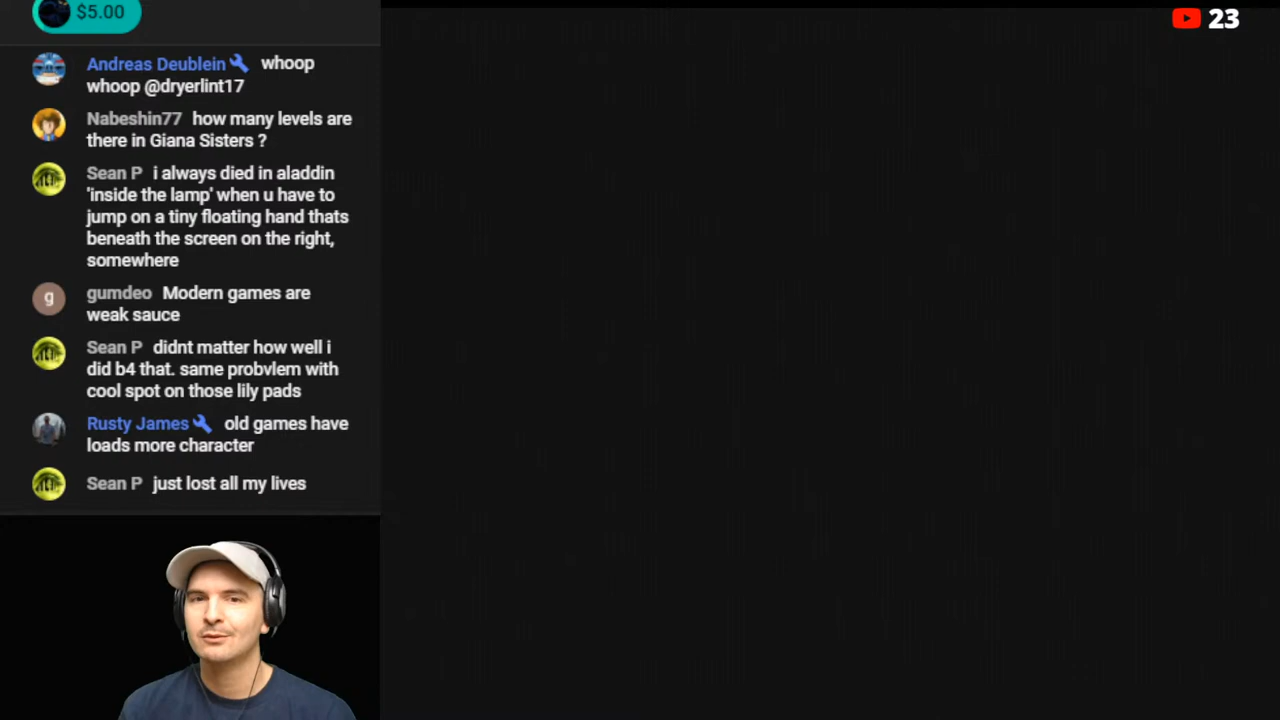 $5.00
23
Andreas Deublein whoop
whoop @dryerlint17
Nabeshin77 how many levels are
there in Giana Sisters ?
Sean P i always died in aladdin
'inside the lamp' when u have to
jump on a tiny floating hand thats
beneath the screen on the right,
somewhere
g
gumdeo Modern games are
weak sauce
Sean P didnt matter how well i
did b4 that. same probvlem with
cool spot on those lily pads
Rusty James old games have
loads more character
Sean P just lost all my lives